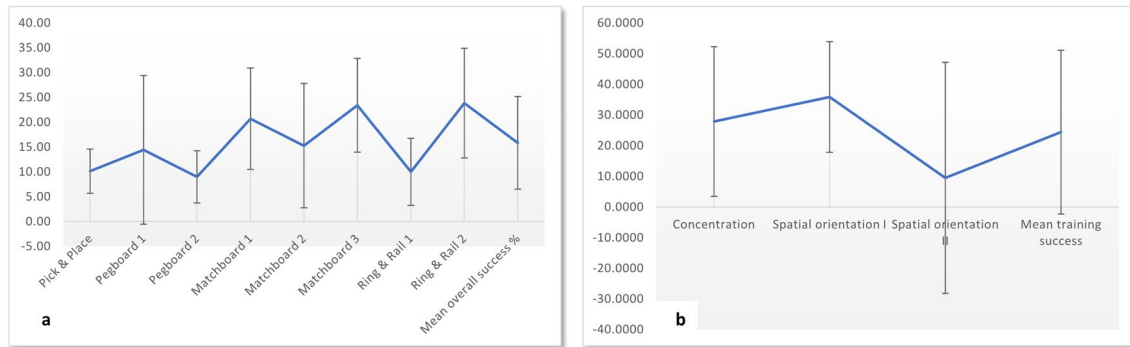 40.00
35.00
30.00
25.00
20.00
15.00
10.00
5.00
0.00
-5.00
Pick & Place
Pegboard 1
Pegboard 2
Matchboard 1
Matchboard 2
Matchboard 3
Ring & Rail 1
Ring & Rail 2
Mean overall success %
a
60.0000
50.0000
40.0000
30.0000
20.0000
10.0000
0.0000
-10.0000
-20.0000
-30.0000
-40.0000
Concentration
Spatial orientation I
Spatial orientation
II
Mean training
success
b